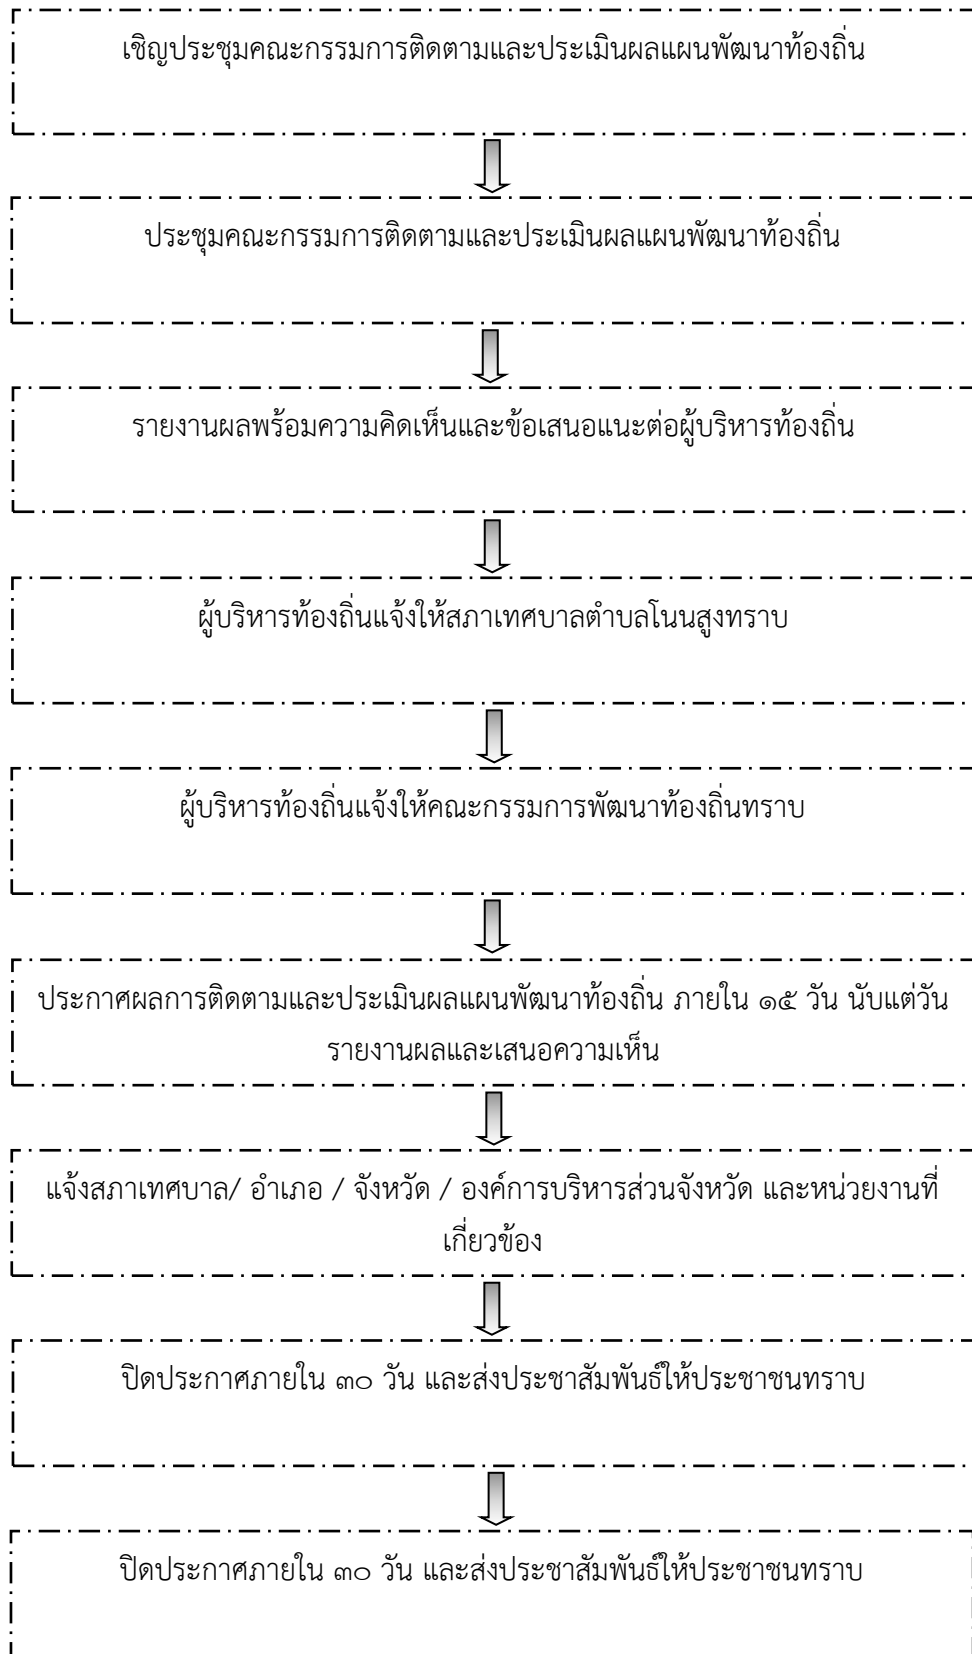 เชิญประชุมคณะกรรมการติดตามและประเมินผลแผนพัฒนาท้องถิ่น
ประชุมคณะกรรมการติดตามและประเมินผลแผนพัฒนาท้องถิ่น
รายงานผลพร้อมความคิดเห็นและข้อเสนอแนะต่อผู้บริหารท้องถิ่น
ผู้บริหารท้องถิ่นแจ้งให้สภาเทศบาลตำบลโนนสูงทราบ
ผู้บริหารท้องถิ่นแจ้งให้คณะกรรมการพัฒนาท้องถิ่นทราบ
ประกาศผลการติดตามและประเมินผลแผนพัฒนาท้องถิ่น ภายใน ๑๕ วัน นับแต่วัน
รายงานผลและเสนอความเห็น
แจ้งสภาเทศบาล/ อำเภอ / จังหวัด / องค์การบริหารส่วนจังหวัด และหน่วยงานที่
เกี่ยวข้อง
ปิดประกาศภายใน ๓๐ วัน และส่งประชาสัมพันธ์ให้ประชาชนทราบ
ปิดประกาศภายใน ๓๐ วัน และส่งประชาสัมพันธ์ให้ประชาชนทราบ